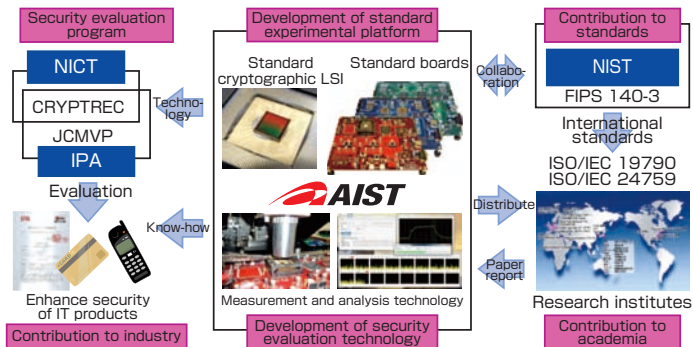 Security evaluation
program
NICT
CRYPTREC
JCMVP
IPA
Evaluation
Enhance security
of IT products
Contribution to industry
Techno-
logy
Know-how
Development of standard
experimental platform
Standard
cryptographic LSI
Standard boards
AIST
Measurement and analysis technology
Development of security
evaluation technology
Collabo-
ration
Distribute
Paper
report
Contribution to
standards
NIST
FIPS 140-3
International
standards
ISO/IEC 19790
ISO/IEC 24759
Research institutes
Contribution to
academia